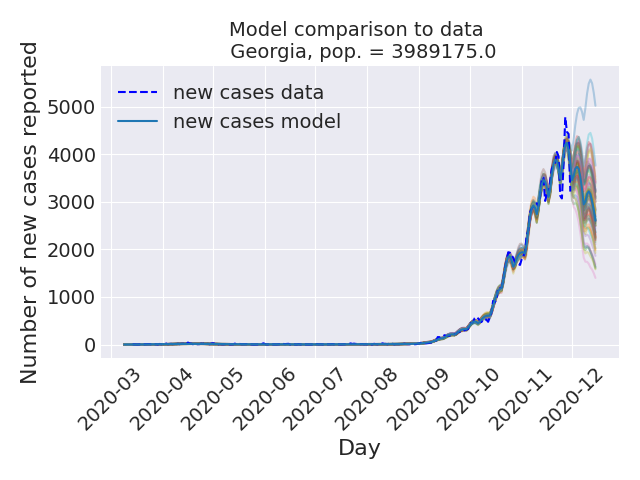 Model comparison to data
Georgia, pop. = 3989175.0
Number of new cases reported
5000
4000
3000
2000
1000
0
new cases data
new cases model
2020-03
2020-04
2020-05
2020-06
2020-07
2020-08
2020-09
2020-10
2020-11
2020-12
Day